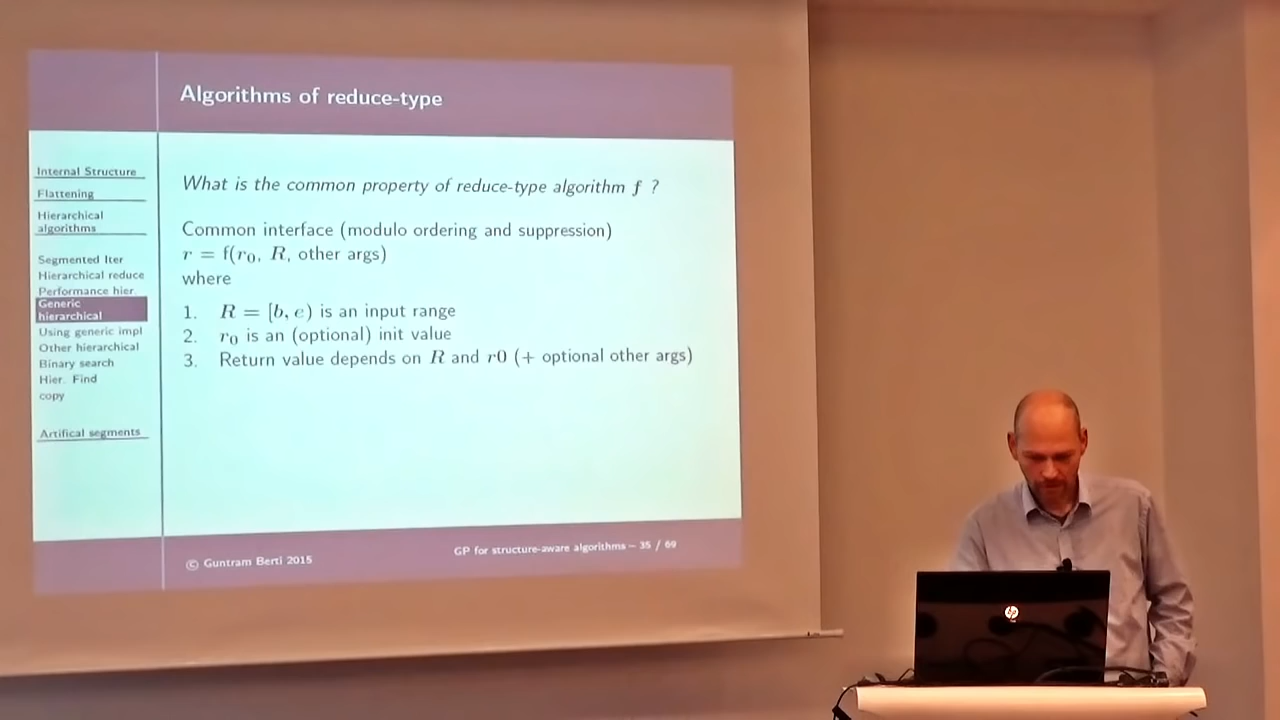 Algorithms of reduce-type
Internal Structure
Flattening
Hierarchical
algorithms
Segmented Iter
Hierarchical reduce
Performance hier.
Generic
hierarchical
Using generic impl
Other hierarchical
Binary search
Hier. Find
copy
Artifical segments
What is the common property of reduce-type algorithm f ?
Common interface (modulo ordering and suppression)
r = f(r₀, R, other args)
where
1. R = [b, e) is an input range
2. r₀ is an (optional) init value
3. Return value depends on R and r0 (+ optional other args)
© Guntram Berti 2015
GP for structure-aware algorithms – 35 / 69
hp